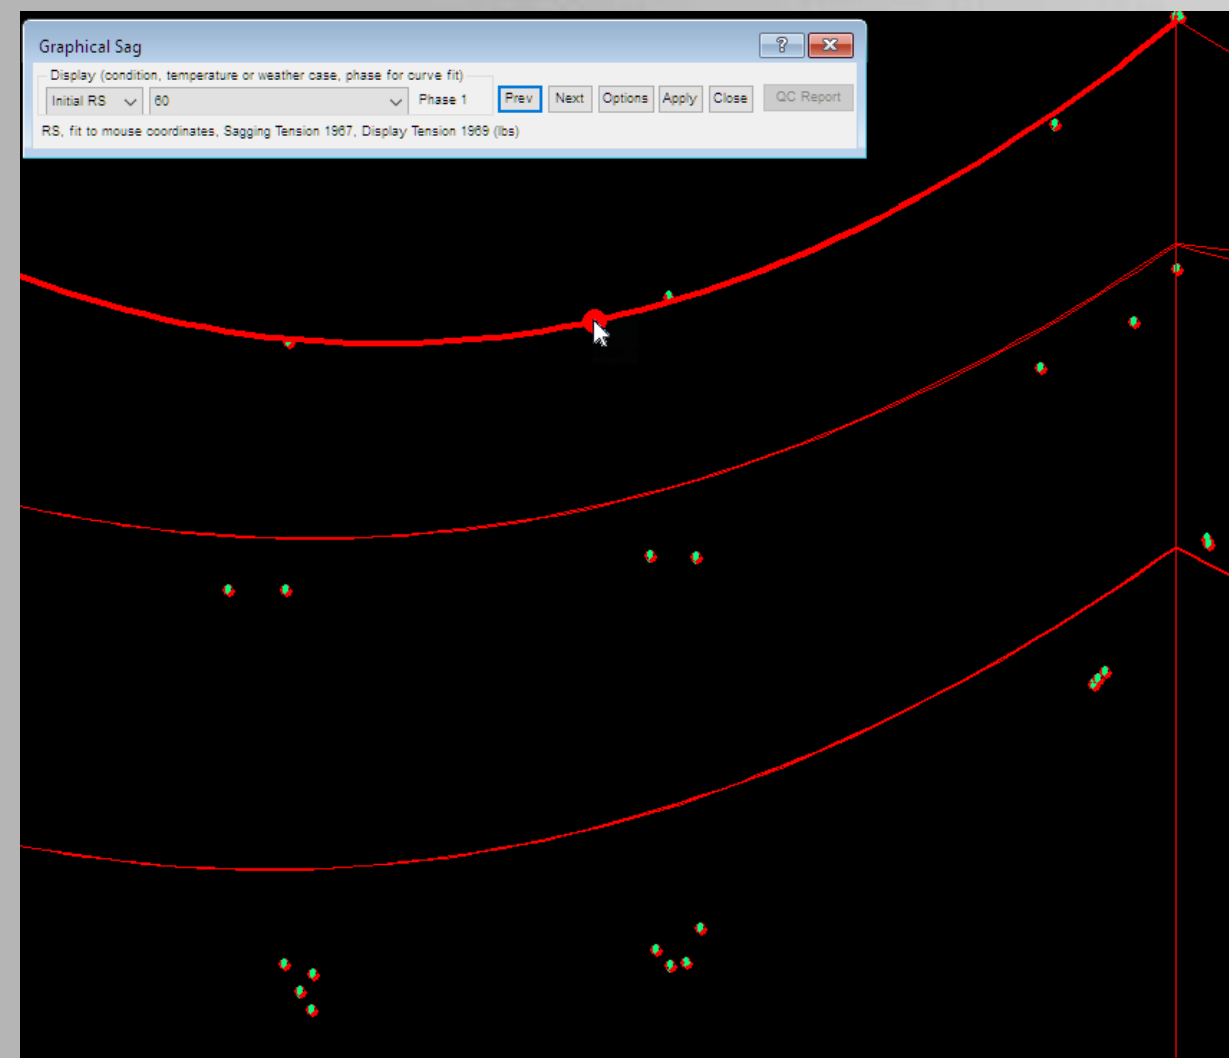 Graphical Sag
Display (condition, temperature or weather case, phase for curve fit)
Initial RS 60 Phase 1 Prev Next Options Apply Close QC Report
RS, fit to mouse coordinates, Sagging Tension 1967, Display Tension 1969 (lbs)